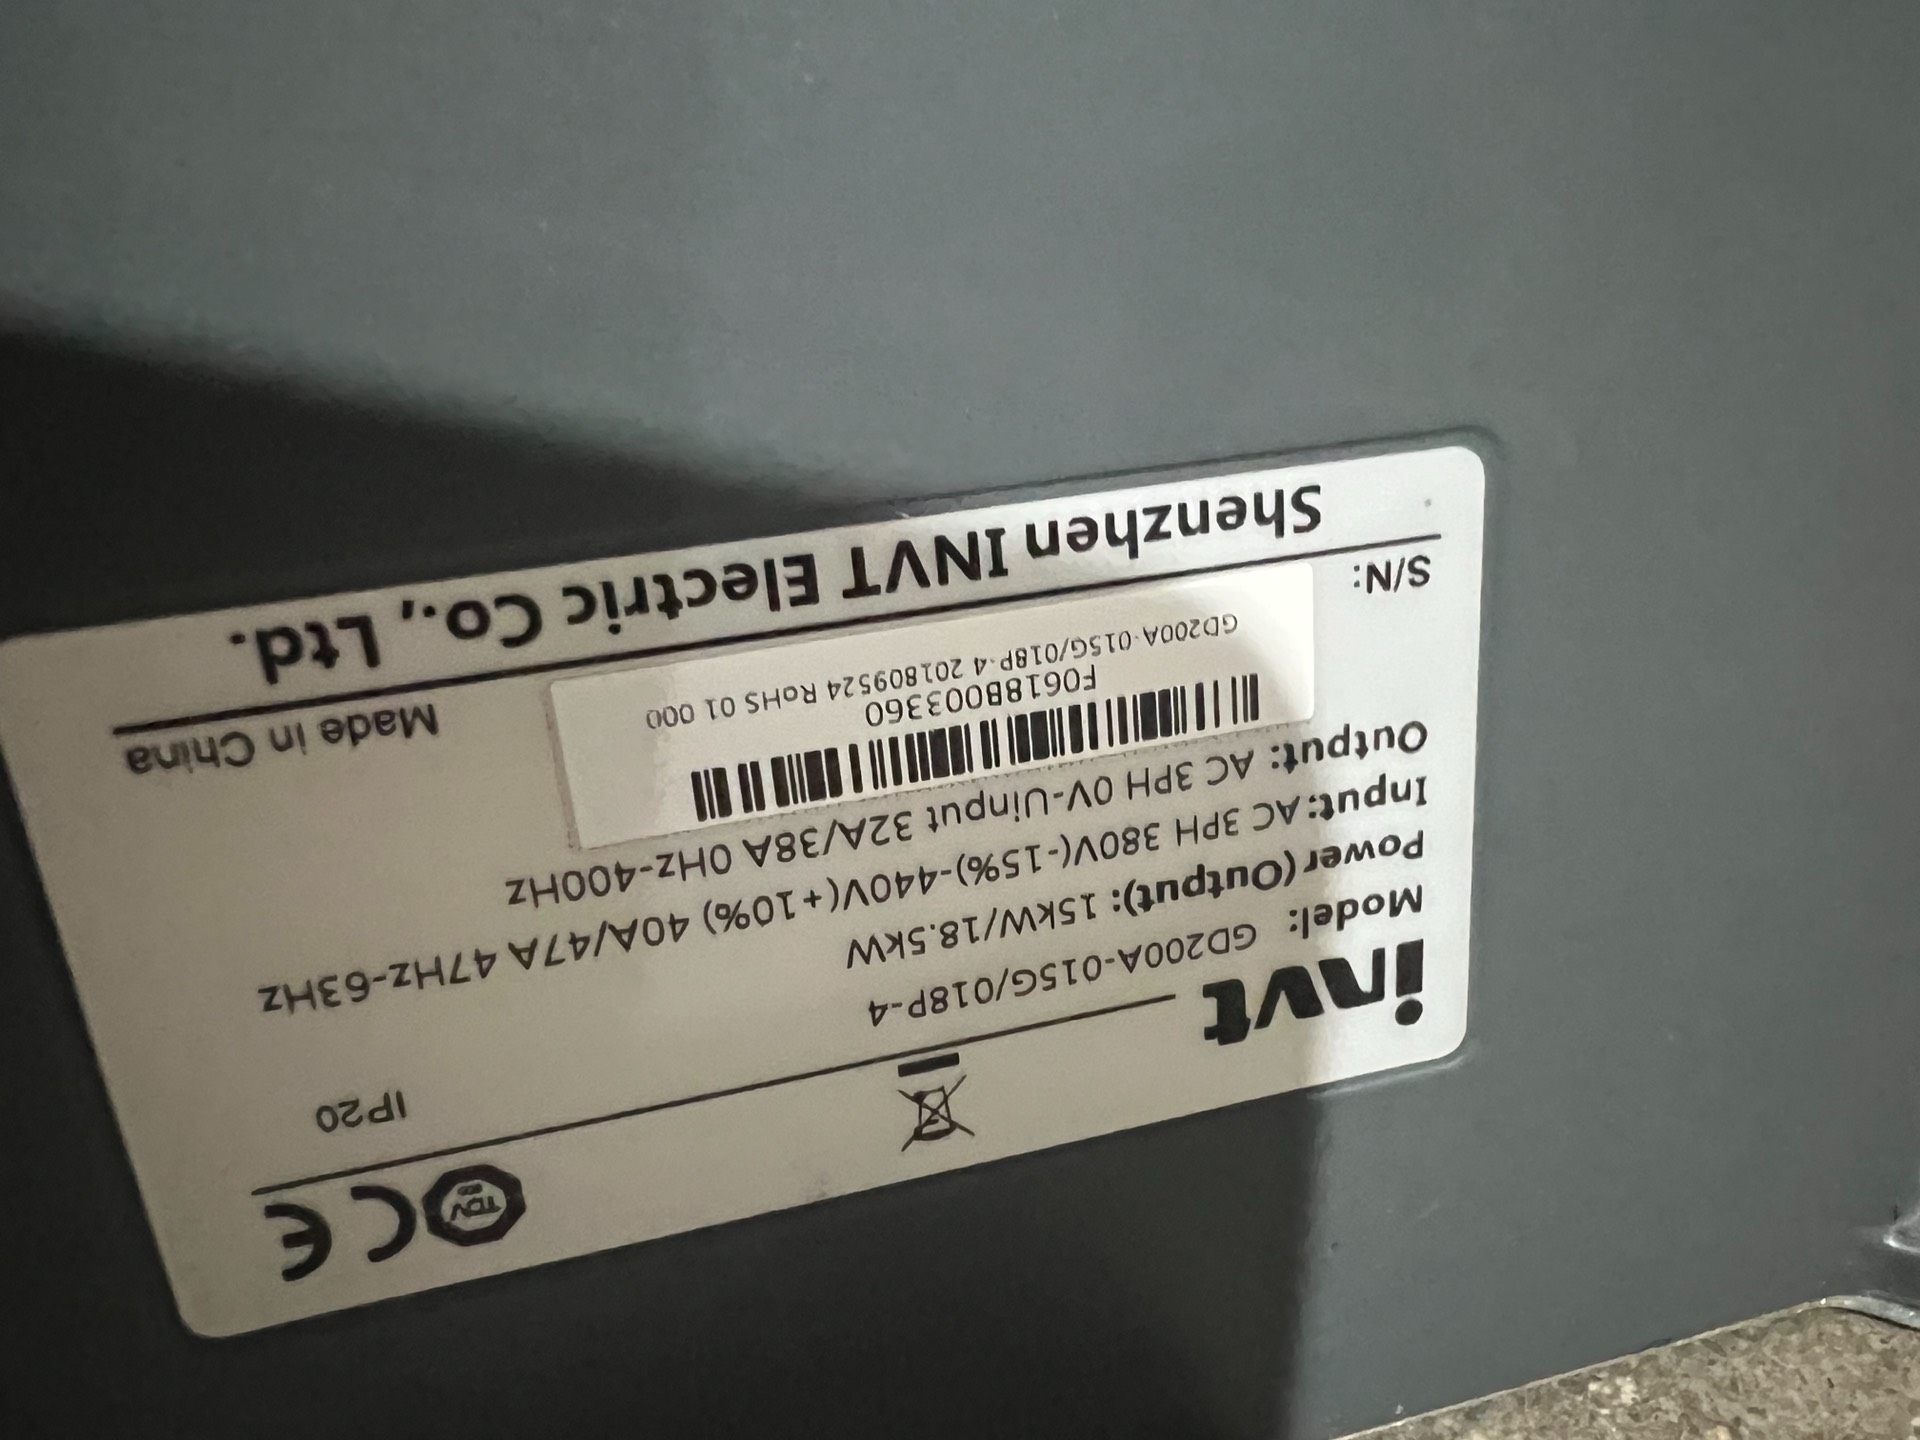 TÜV
CE
invt
IP20
Model: GD200A-015G/018P-4
Power(Output): 15kW/18.5kW
Input: AC 3PH 380V(-15%)-440V(+10%) 40A/47A 47Hz-63Hz
Output: AC 3PH 0V-Uinput 32A/38A 0Hz-400Hz
F0618B003360
GD200A-015G/018P-4 201809524 RoHS 01 000
S/N:
Made in China
Shenzhen INVT Electric Co., Ltd.